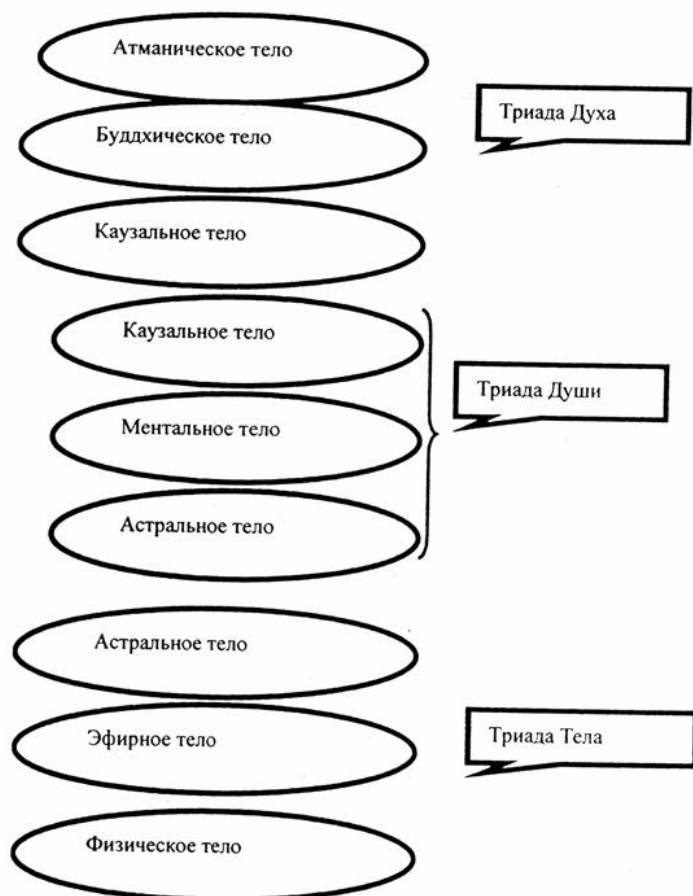 Атманическое тело
Триада Духа
Буддхическое тело
Каузальное тело
Каузальное тело
Триада Души
Ментальное тело
Астральное тело
Астральное тело
Эфирное тело
Триада Тела
Физическое тело